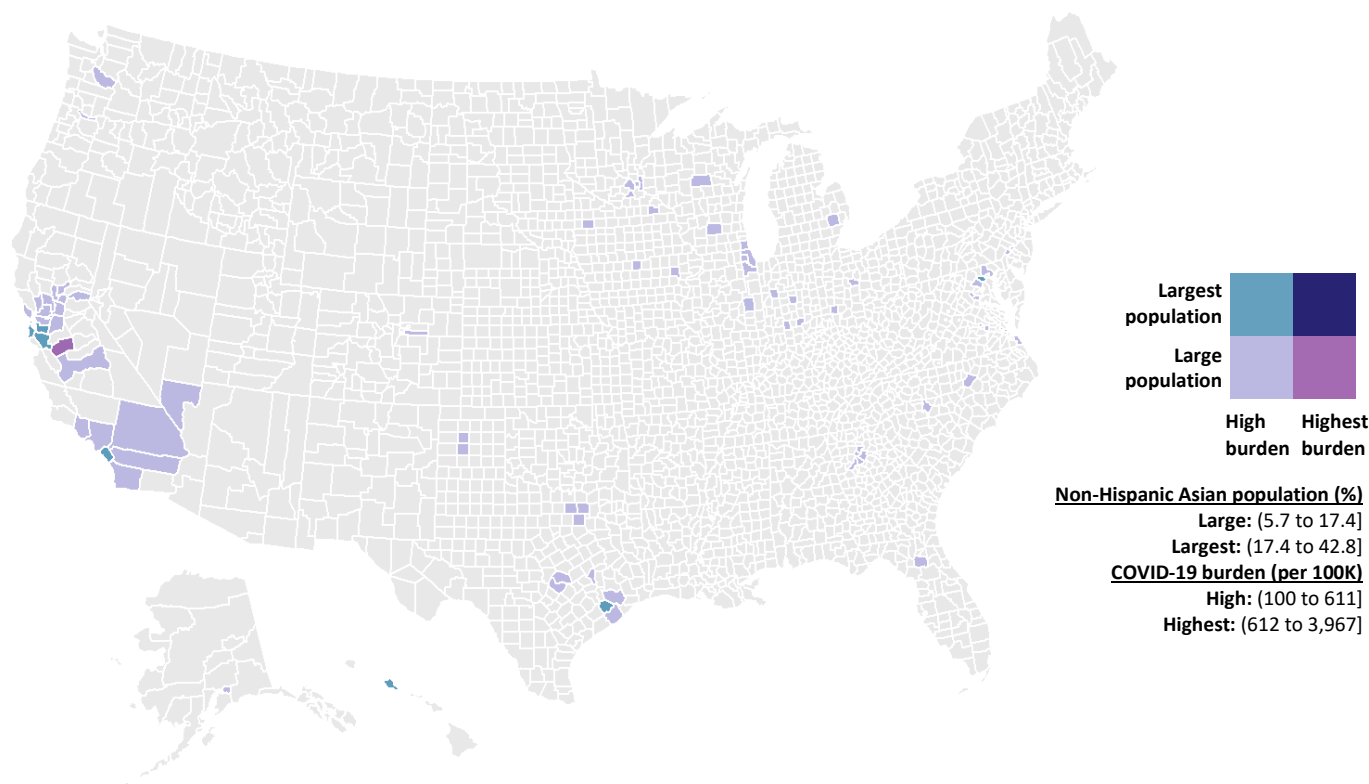 Largest
population
Large
population
High Highest
burden burden
Non-Hispanic Asian population (%)
Large: (5.7 to 17.4]
Largest: (17.4 to 42.8]
COVID-19 burden (per 100K)
High: (100 to 611]
Highest: (612 to 3,967]